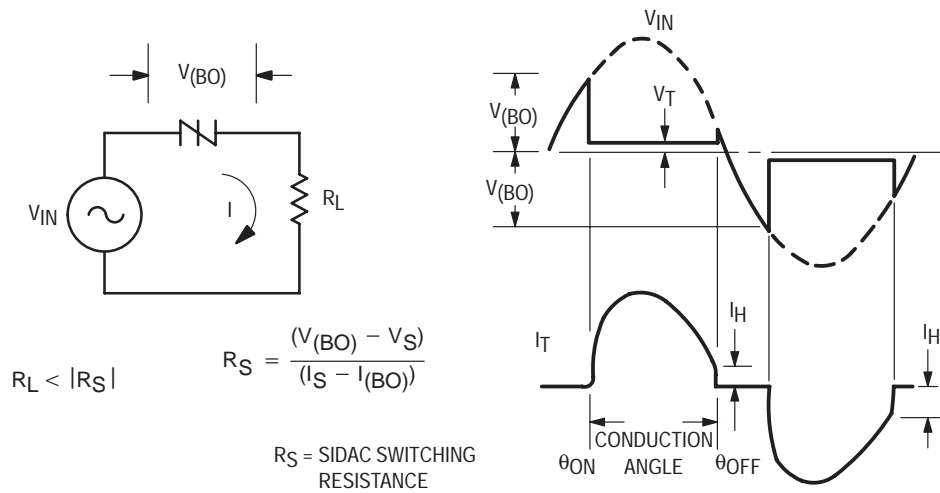 V(BO)
VIN
I
RL
RL < |RS|
RS = (V(BO) − VS) / (IS − I(BO))
RS = SIDAC SWITCHING
RESISTANCE
VIN
VT
V(BO)
V(BO)
IH
IT
IH
CONDUCTION
ANGLE
θON
θOFF